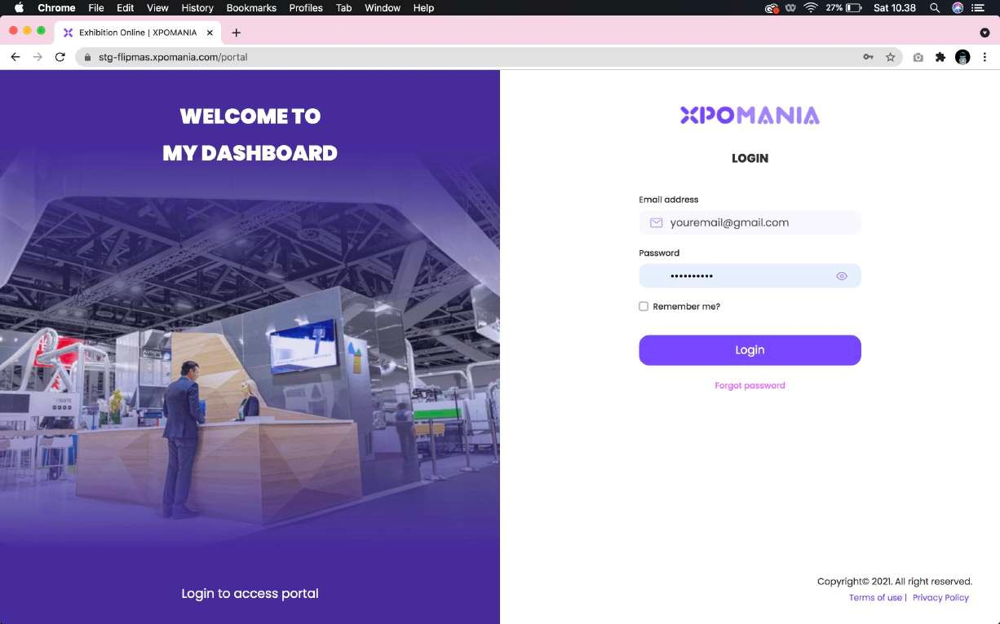 Chrome File Edit View History Bookmarks Profiles Tab Window Help 27% Sat 10.38
Exhibition Online | XPOMANIA
stg-flipmas.xpomania.com/portal
WELCOME TO
MY DASHBOARD
Login to access portal
XPOMANIA
LOGIN
Email address
youremail@gmail.com
Password
••••••••••
Remember me?
Login
Forgot password
Copyright© 2021. All right reserved.
Terms of use | Privacy Policy